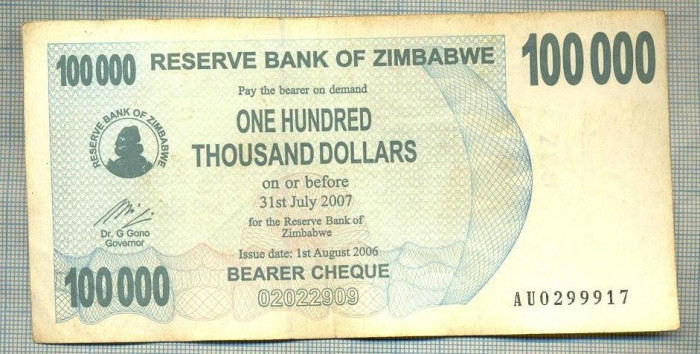 100 000
RESERVE BANK OF ZIMBABWE
100 000
Pay the bearer on demand
RESERVE BANK OF ZIMBABWE
ONE HUNDRED
THOUSAND DOLLARS
on or before
31st July 2007
Dr. G Gono
Governor
for the Reserve Bank of
Zimbabwe
Issue date: 1st August 2006
100 000
BEARER CHEQUE
02022909
AU0299917